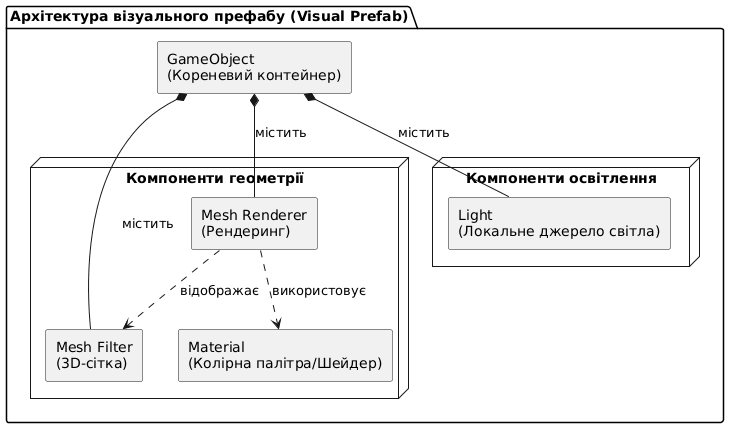 Архітектура візуального префабу (Visual Prefab)
GameObject
(Кореневий контейнер)
містить
містить
Компоненти геометрії
Компоненти освітлення
Mesh Renderer
(Рендеринг)
Light
(Локальне джерело світла)
містить
відображає
використовує
Mesh Filter
(3D-сітка)
Material
(Колірна палітра/Шейдер)